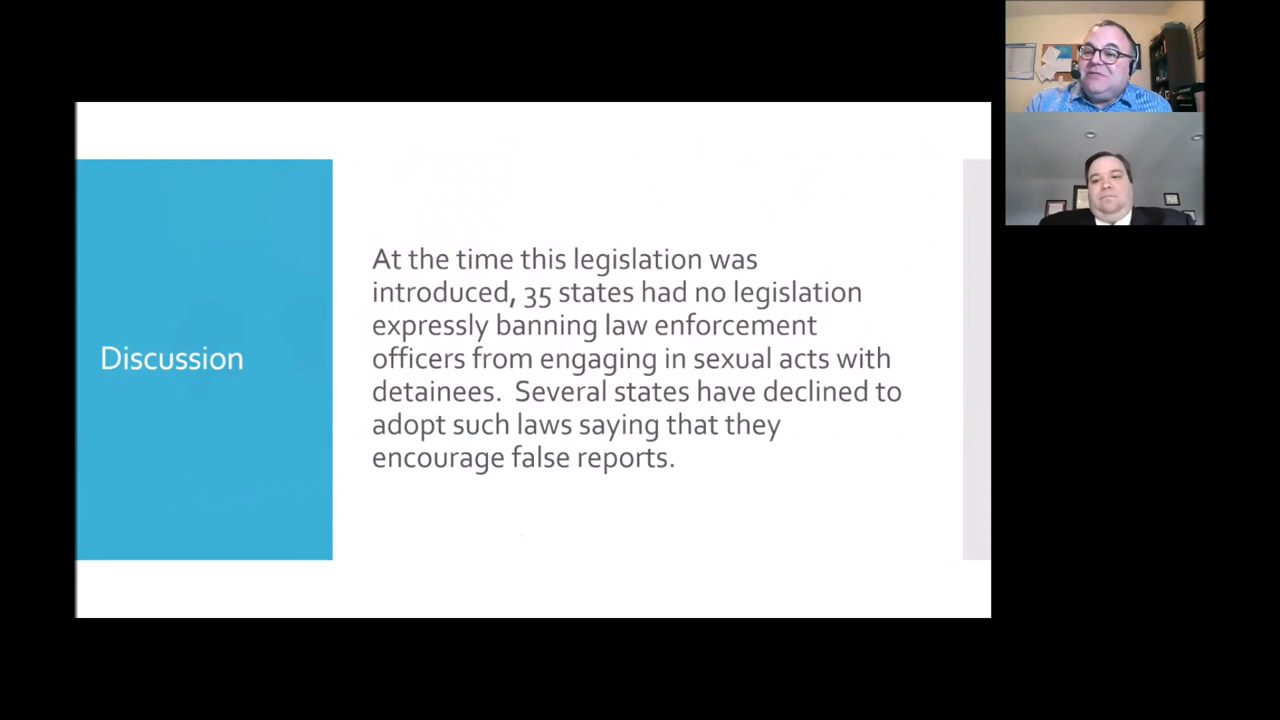 Discussion
At the time this legislation was
introduced, 35 states had no legislation
expressly banning law enforcement
officers from engaging in sexual acts with
detainees.  Several states have declined to
adopt such laws saying that they
encourage false reports.